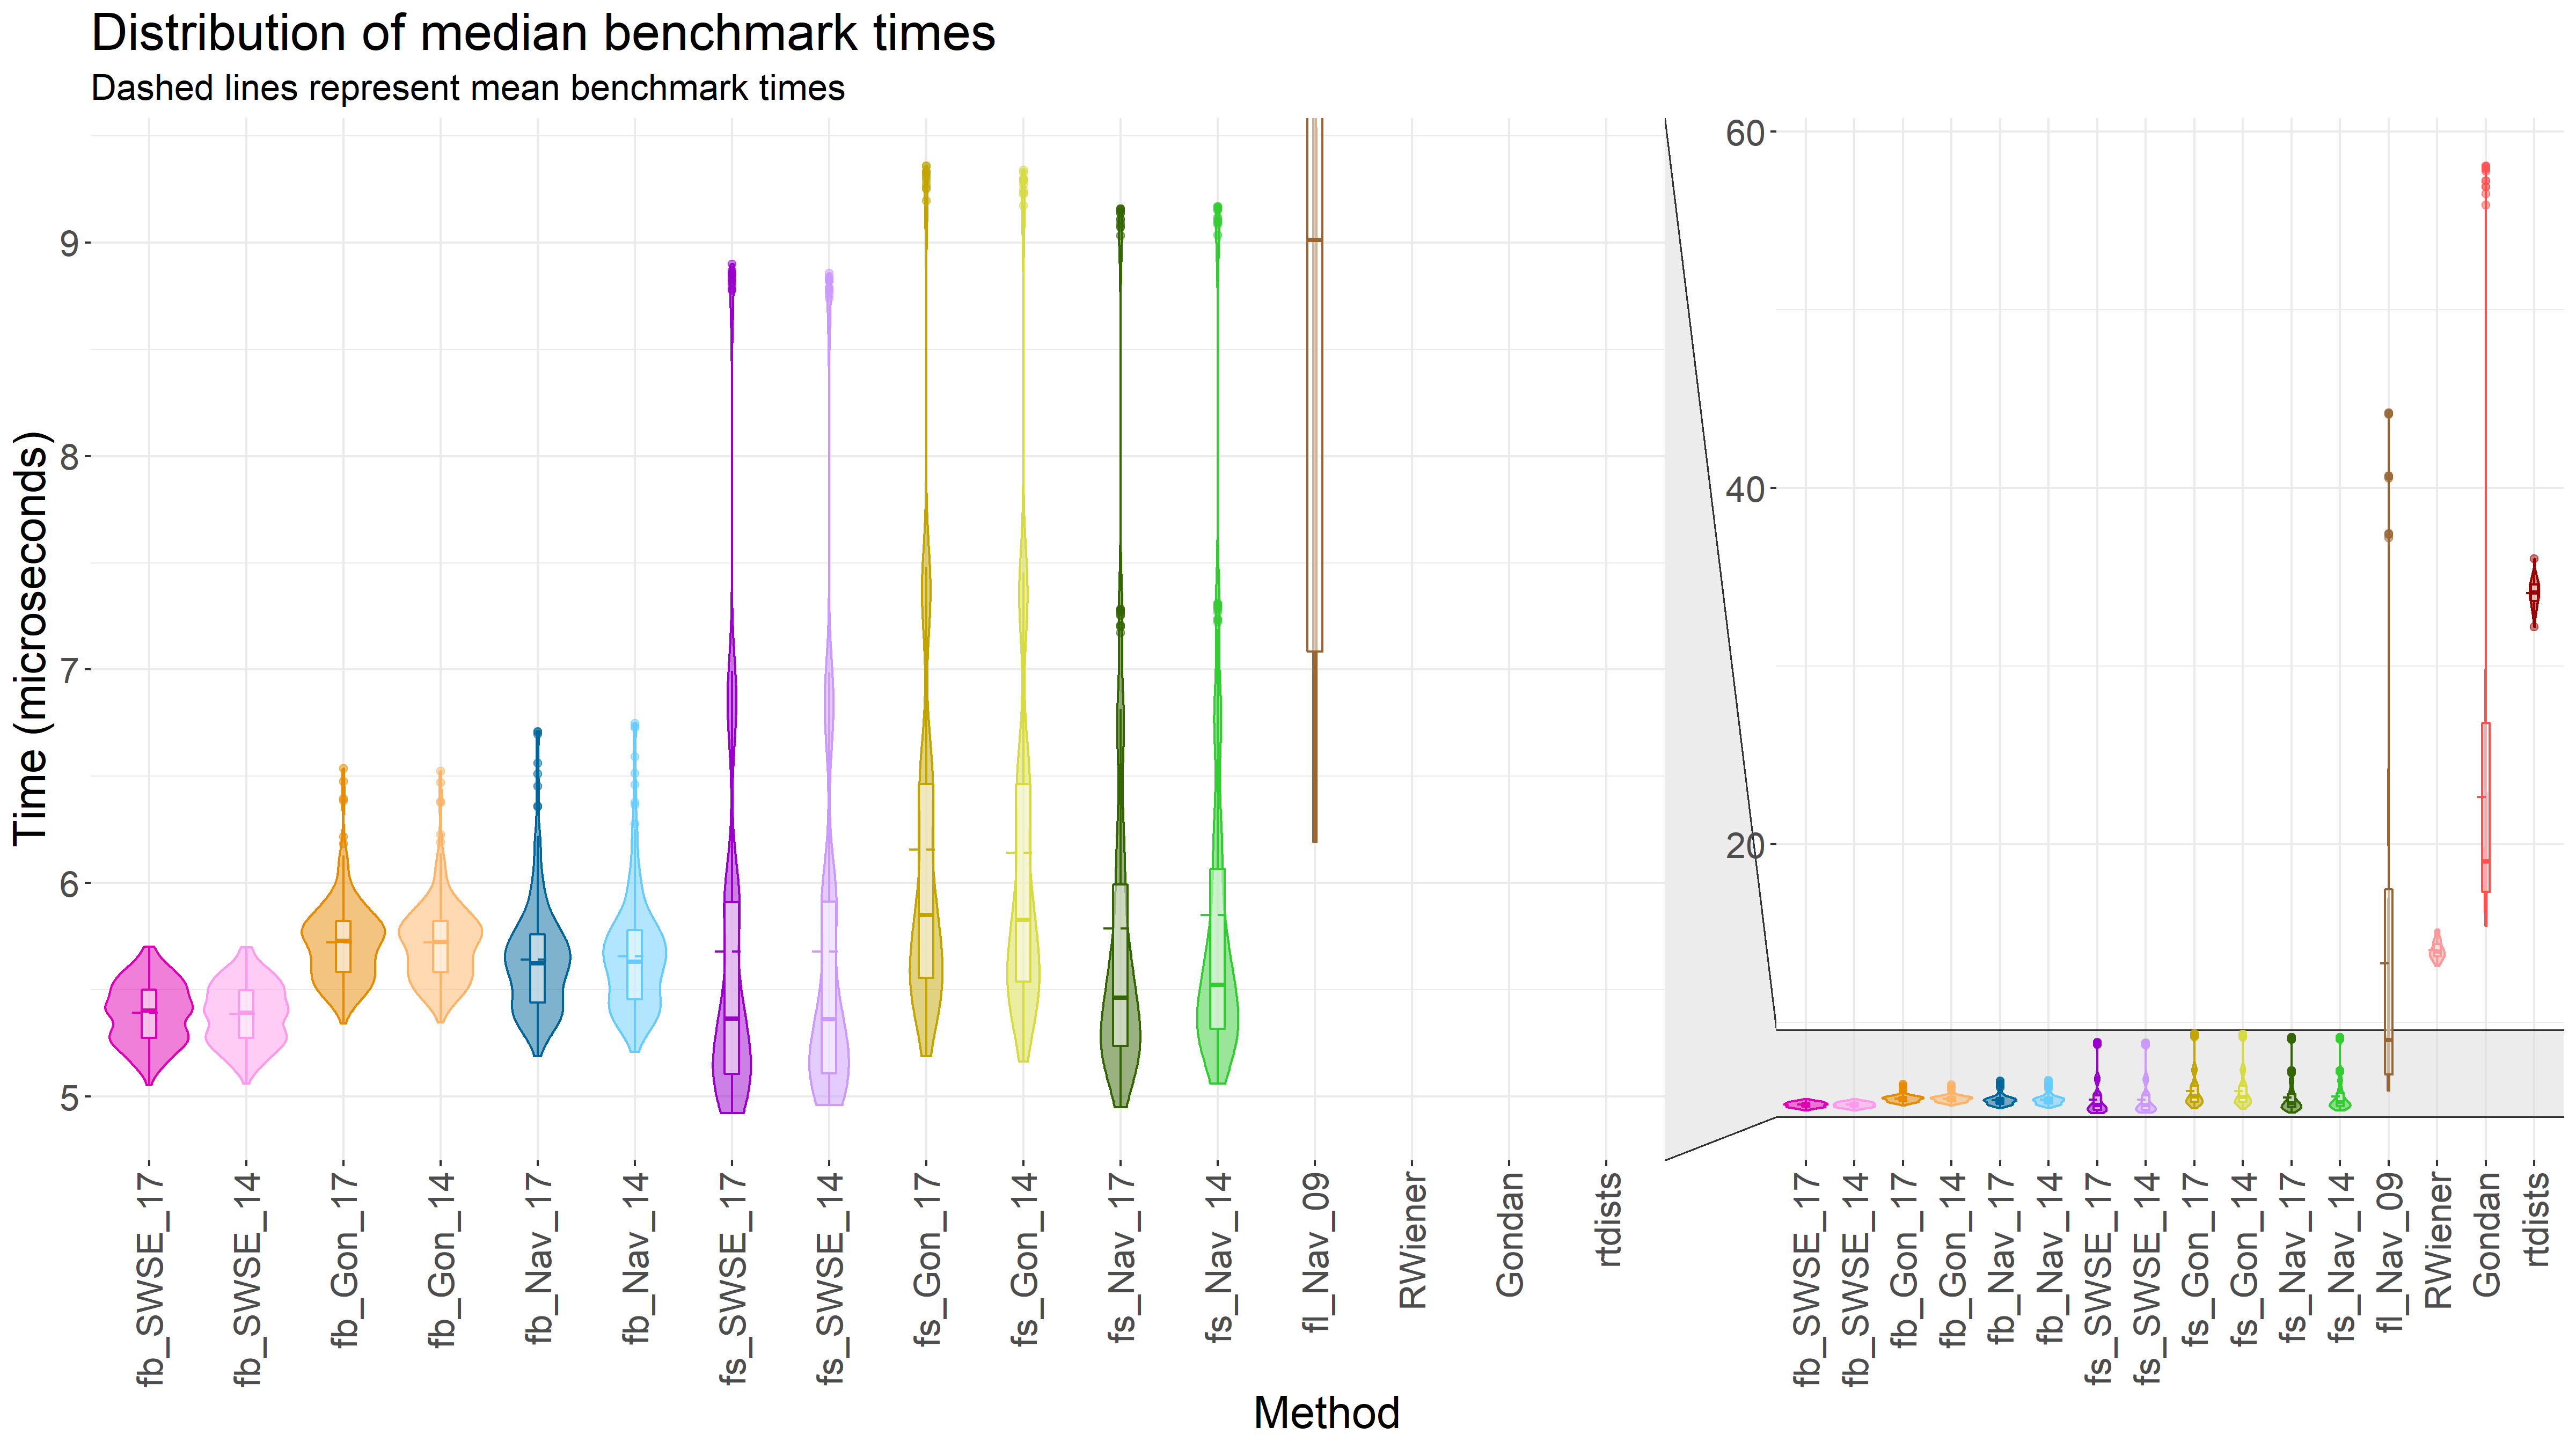 Distribution of median benchmark times
Dashed lines represent mean benchmark times
Time (microseconds)
9
8
7
6
5
60
40
20
fb_SWSE_17
fb_SWSE_14
fb_Gon_17
fb_Gon_14
fb_Nav_17
fb_Nav_14
fs_SWSE_17
fs_SWSE_14
fs_Gon_17
fs_Gon_14
fs_Nav_17
fs_Nav_14
fl_Nav_09
RWiener
Gondan
rtdists
fb_SWSE_17
fb_SWSE_14
fb_Gon_17
fb_Gon_14
fb_Nav_17
fb_Nav_14
fs_SWSE_17
fs_SWSE_14
fs_Gon_17
fs_Gon_14
fs_Nav_17
fs_Nav_14
fl_Nav_09
RWiener
Gondan
rtdists
Method